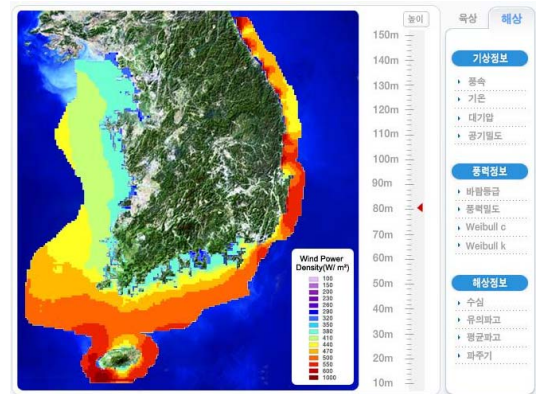 Wind Power
Density(W/ m²)
100
150
200
230
260
290
320
350
380
410
440
470
500
550
600
1000
높이
150m
140m
130m
120m
110m
100m
90m
80m
70m
60m
50m
40m
30m
20m
10m
육상 해상
기상정보
풍속
기온
대기압
공기밀도
풍력정보
바람등급
풍력밀도
Weibull c
Weibull k
해상정보
수심
유의파고
평균파고
파주기